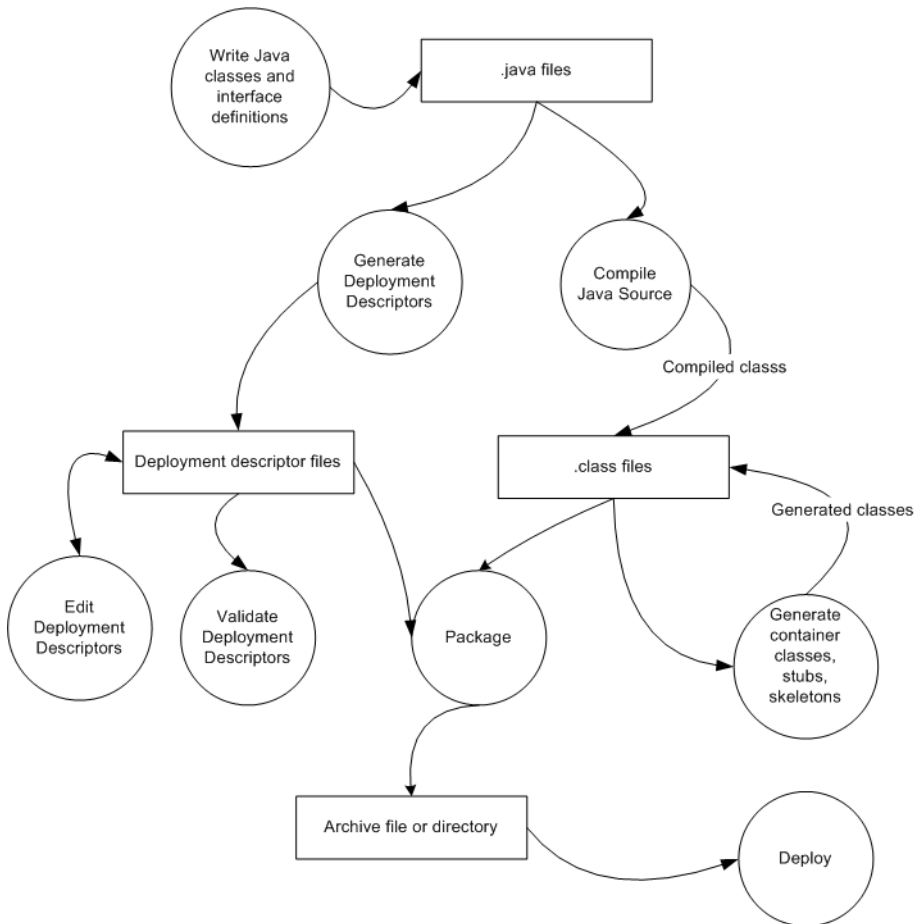 Write Java
classes and
interface
definitions
.java files
Generate
Deployment
Descriptors
Compile
Java Source
Compiled classs
Deployment descriptor files
.class files
Generated classes
Edit
Deployment
Descriptors
Validate
Deployment
Descriptors
Package
Generate
container
classes,
stubs,
skeletons
Archive file or directory
Deploy